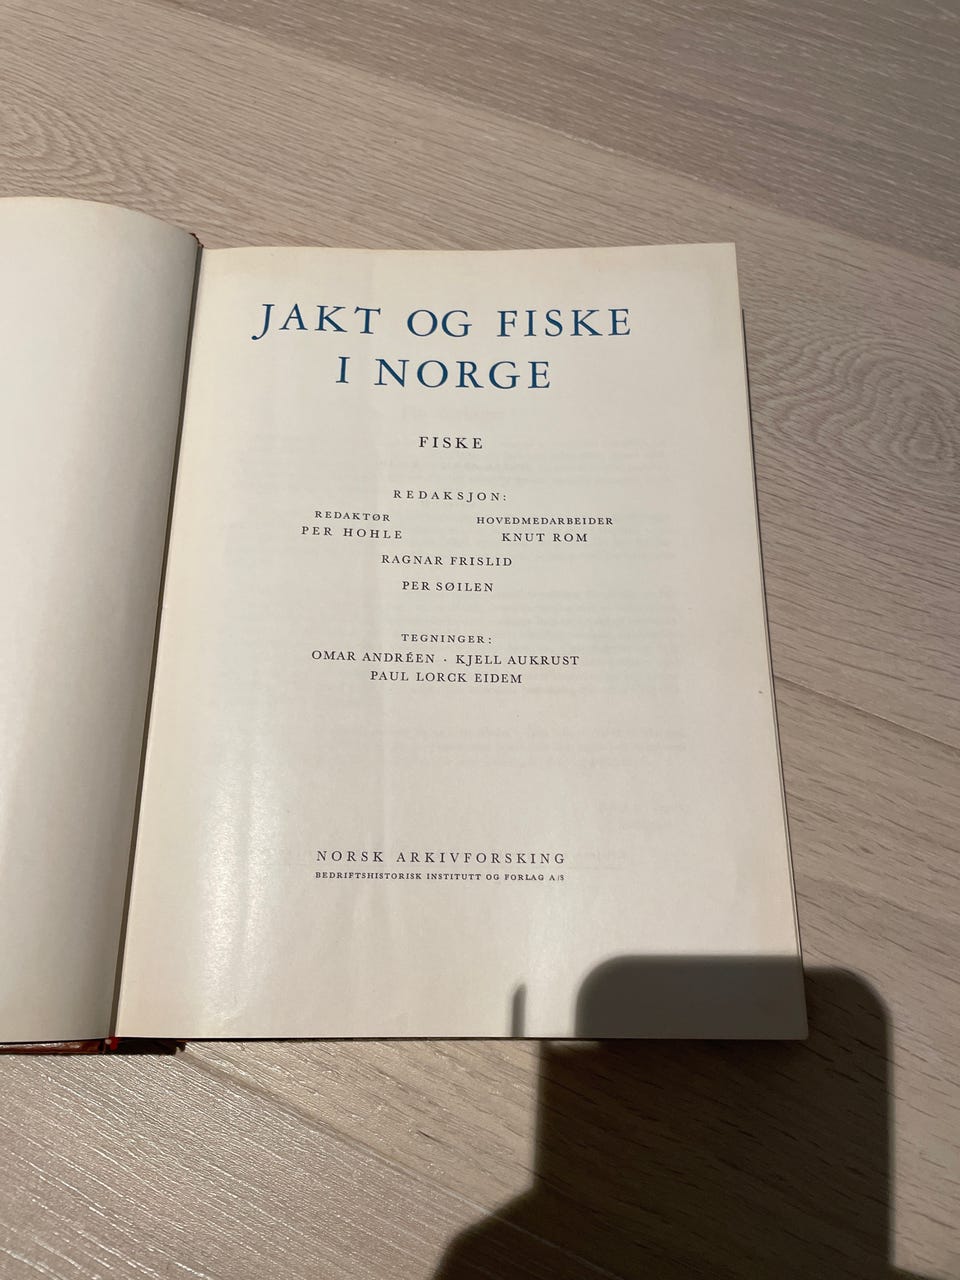 JAKT OG FISKE
I NORGE
FISKE
REDAKSJON:
REDAKTØR
PER HOHLE
HOVEDMEDARBEIDER
KNUT ROM
RAGNAR FRISLID
PER SØILEN
TEGNINGER:
OMAR ANDRÉEN · KJELL AUKRUST
PAUL LORCK EIDEM
NORSK ARKIVFORSKING
BEDRIFTSHISTORISK INSTITUTT OG FORLAG A/S